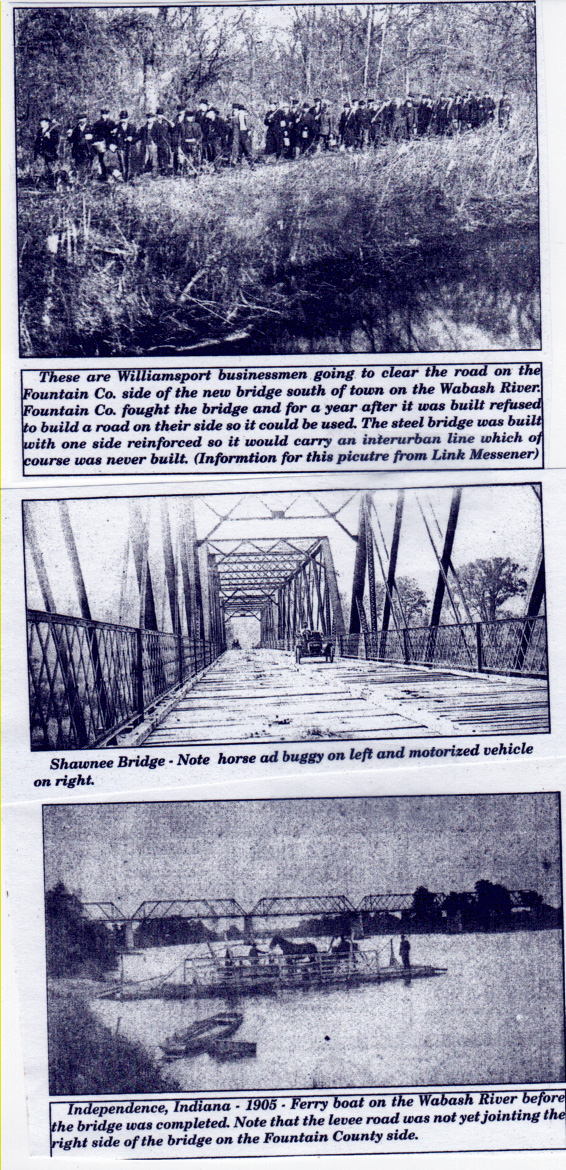 These are Williamsport businessmen going to clear the road on the
Fountain Co. side of the new bridge south of town on the Wabash River.
Fountain Co. fought the bridge and for a year after it was built refused
to build a road on their side so it could be used. The steel bridge was built
with one side reinforced so it would carry an interurban line which of
course was never built. (Informtion for this picutre from Link Messener)
Shawnee Bridge - Note horse ad buggy on left and motorized vehicle
on right.
Independence, Indiana - 1905 - Ferry boat on the Wabash River before
the bridge was completed. Note that the levee road was not yet jointing the
right side of the bridge on the Fountain County side.